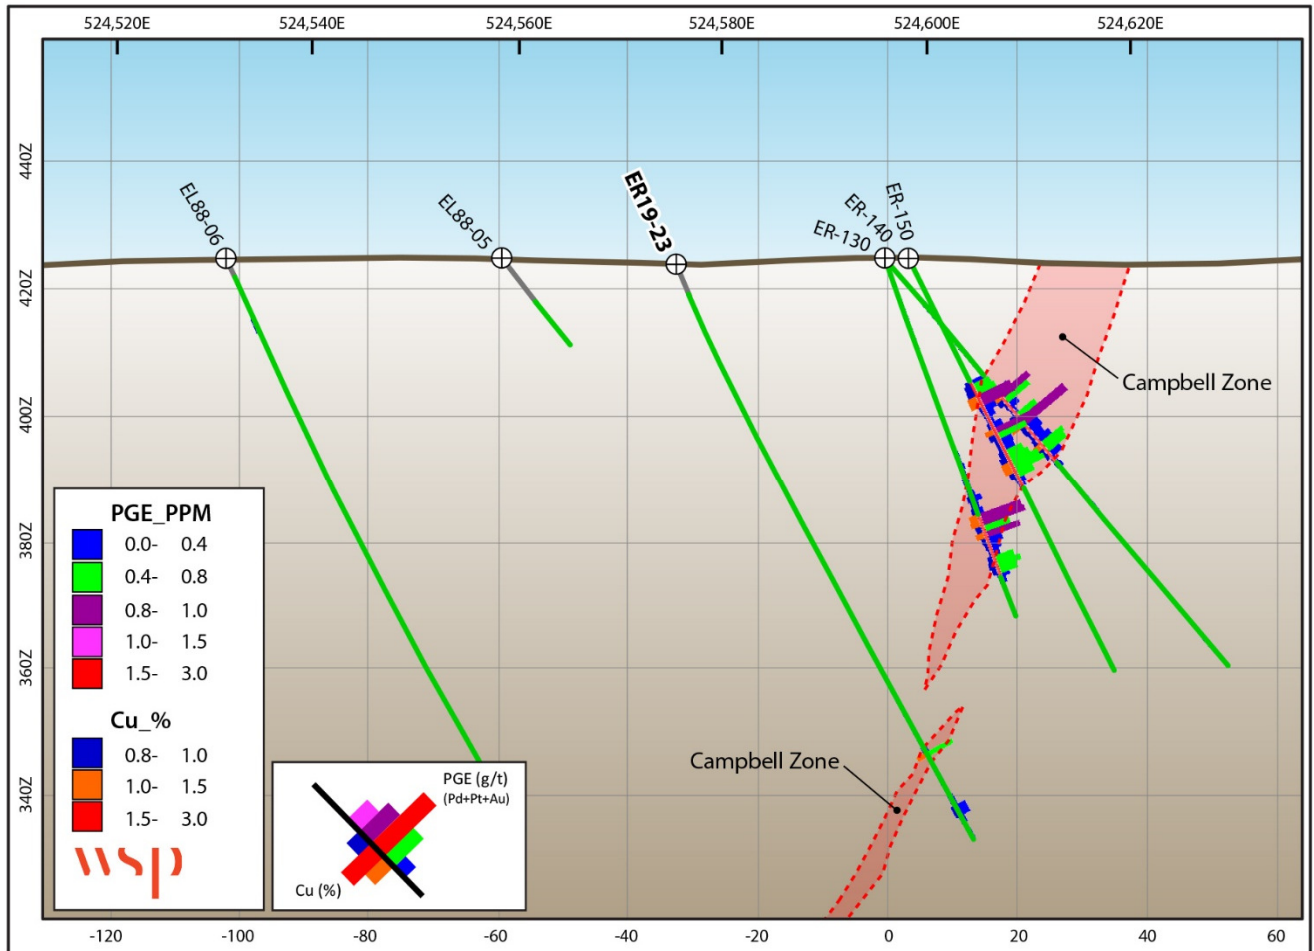 524,520E 524,540E 524,560E 524,580E 524,600E 524,620E
440Z
420Z
400Z
380Z
360Z
340Z
EL88-06
EL88-05
ER19-23
ER-130
ER-140
ER-150
Campbell Zone
Campbell Zone
PGE_PPM
0.0- 0.4
0.4- 0.8
0.8- 1.0
1.0- 1.5
1.5- 3.0
Cu_%
0.8- 1.0
1.0- 1.5
1.5- 3.0
wsp
PGE (g/t)
(Pd+Pt+Au)
Cu (%)
-120 -100 -80 -60 -40 -20 0 20 40 60